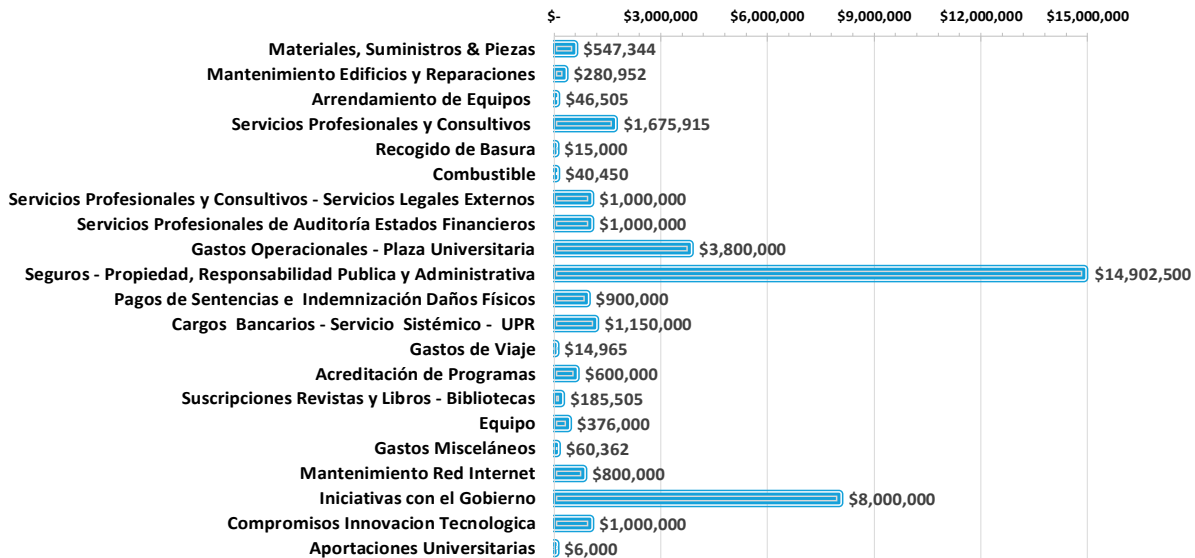 $- $3,000,000 $6,000,000 $9,000,000 $12,000,000 $15,000,000
Materiales, Suministros & Piezas $547,344
Mantenimiento Edificios y Reparaciones $280,952
Arrendamiento de Equipos $46,505
Servicios Profesionales y Consultivos $1,675,915
Recogido de Basura $15,000
Combustible $40,450
Servicios Profesionales y Consultivos - Servicios Legales Externos $1,000,000
Servicios Profesionales de Auditoría Estados Financieros $1,000,000
Gastos Operacionales - Plaza Universitaria $3,800,000
Seguros - Propiedad, Responsabilidad Publica y Administrativa $14,902,500
Pagos de Sentencias e Indemnización Daños Físicos $900,000
Cargos Bancarios - Servicio Sistémico - UPR $1,150,000
Gastos de Viaje $14,965
Acreditación de Programas $600,000
Suscripciones Revistas y Libros - Bibliotecas $185,505
Equipo $376,000
Gastos Misceláneos $60,362
Mantenimiento Red Internet $800,000
Iniciativas con el Gobierno $8,000,000
Compromisos Innovacion Tecnologica $1,000,000
Aportaciones Universitarias $6,000